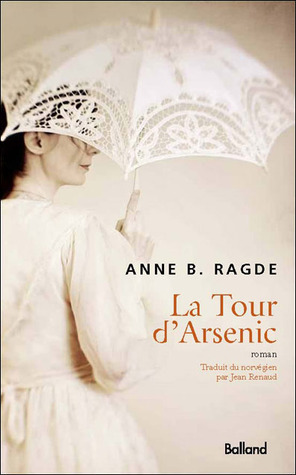 ANNE B. RAGDE
La Tour
d'Arsenic
roman
Traduit du norvégien
par Jean Renaud
Balland